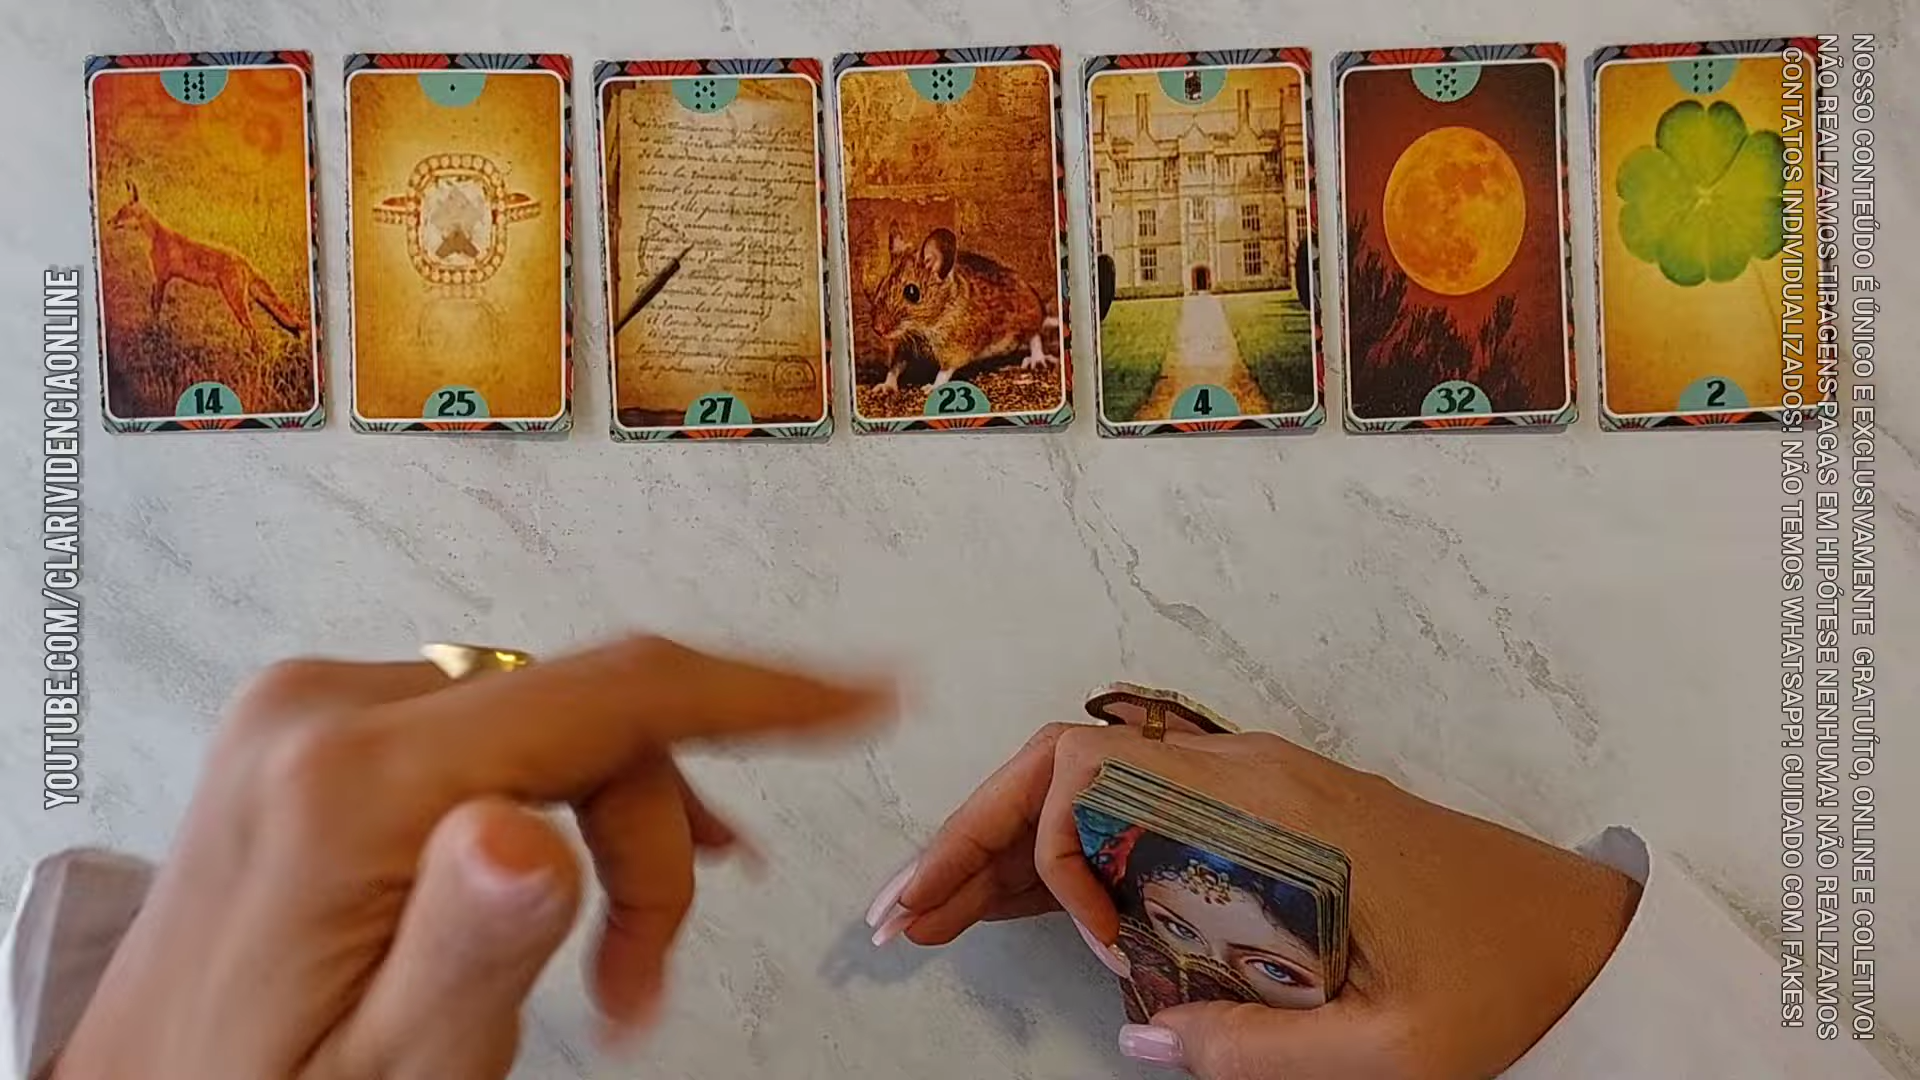 YOUTUBE.COM/CLARIVIDENCIAONLINE
14
25
27
23
4
32
2
NOSSO CONTEÚDO É ÚNICO E EXCLUSIVAMENTE GRATUÍTO, ONLINE E COLETIVO!
NÃO REALIZAMOS TIRAGENS PAGAS EM HIPÓTESE NENHUMA! NÃO REALIZAMOS
CONTATOS INDIVIDUALIZADOS! NÃO TEMOS WHATSAPP! CUIDADO COM FAKES!